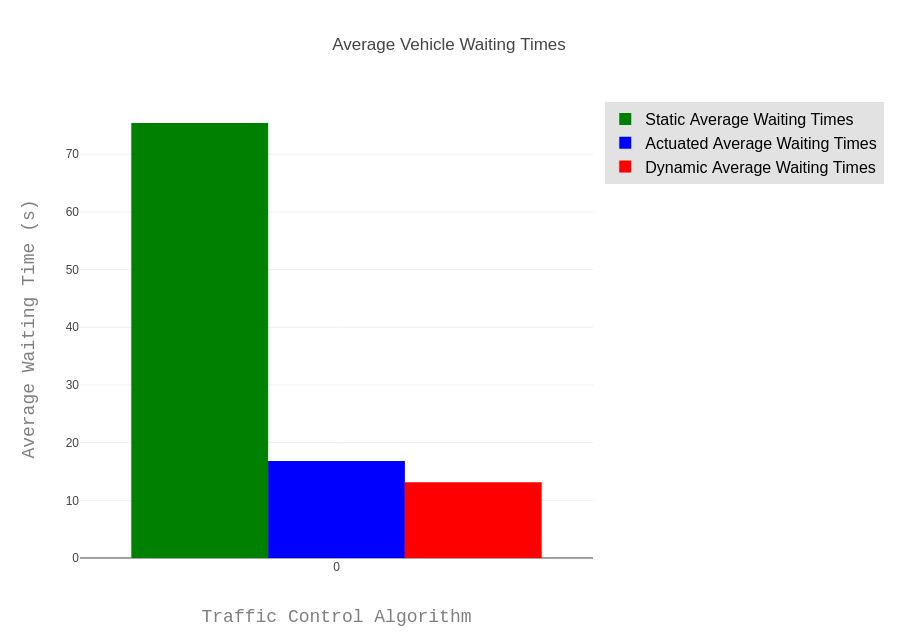 Average Vehicle Waiting Times
Static Average Waiting Times
Actuated Average Waiting Times
Dynamic Average Waiting Times
Average Waiting Time (s)
70
60
50
40
30
20
10
0
0
Traffic Control Algorithm